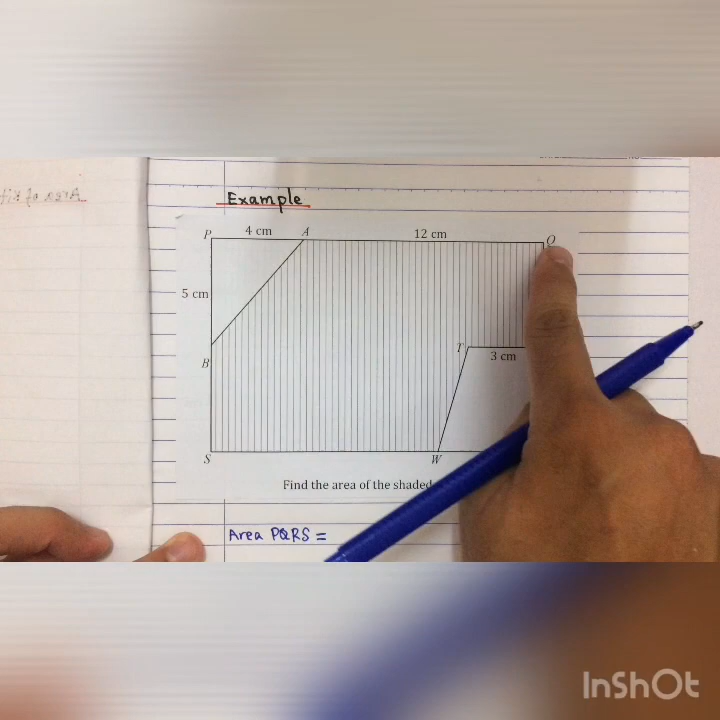 Example
P 4 cm A 12 cm Q
5 cm
T
3 cm
B
S W
Find the area of the shaded
Area PQRS =
InShOt